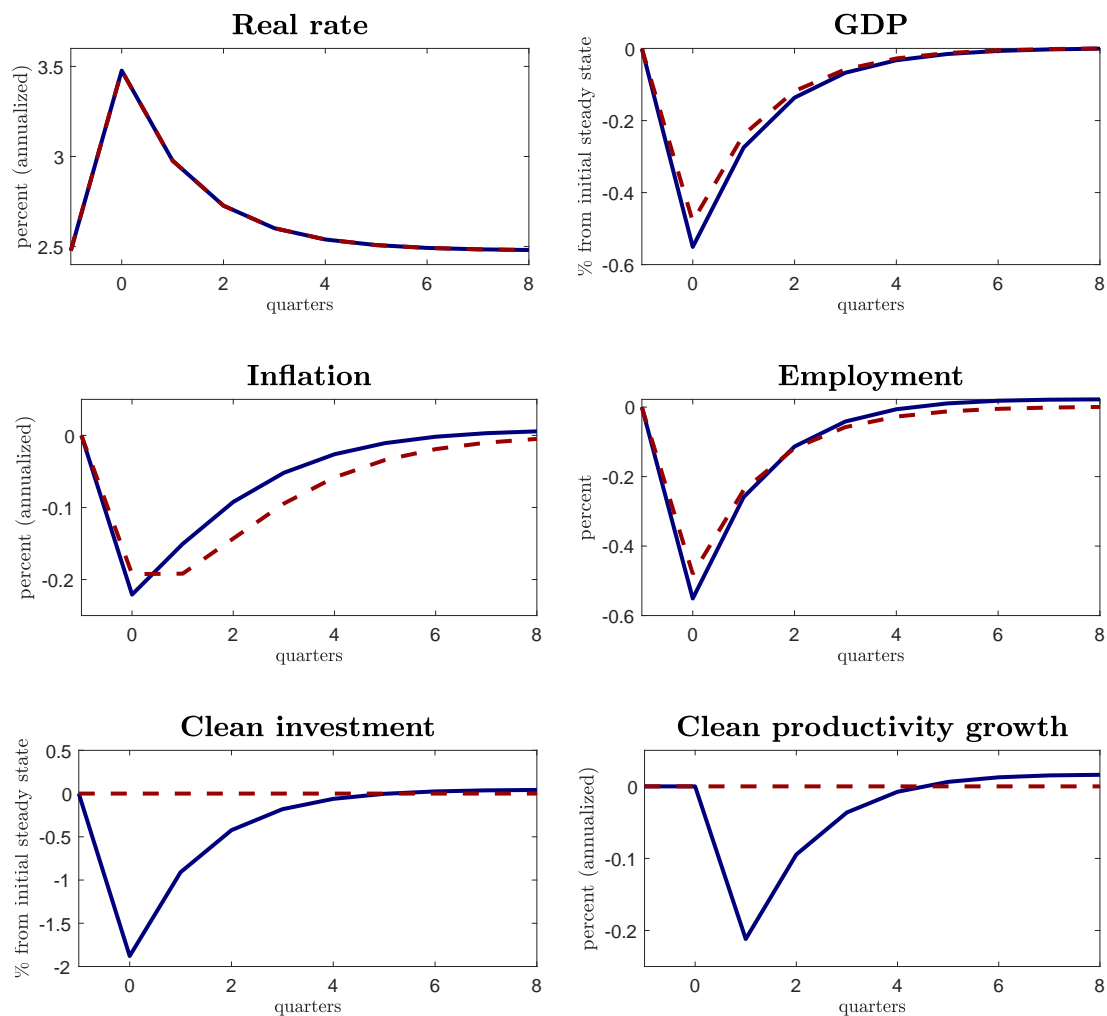 Real rate
percent (annualized)
3.5
3
2.5
0 2 4 6 8
quarters
GDP
% from initial steady state
0
-0.2
-0.4
-0.6
0 2 4 6 8
quarters
Inflation
percent (annualized)
0
-0.1
-0.2
0 2 4 6 8
quarters
Employment
percent
0
-0.2
-0.4
-0.6
0 2 4 6 8
quarters
Clean investment
% from initial steady state
0.5
0
-0.5
-1
-1.5
-2
0 2 4 6 8
quarters
Clean productivity growth
percent (annualized)
0
-0.1
-0.2
0 2 4 6 8
quarters